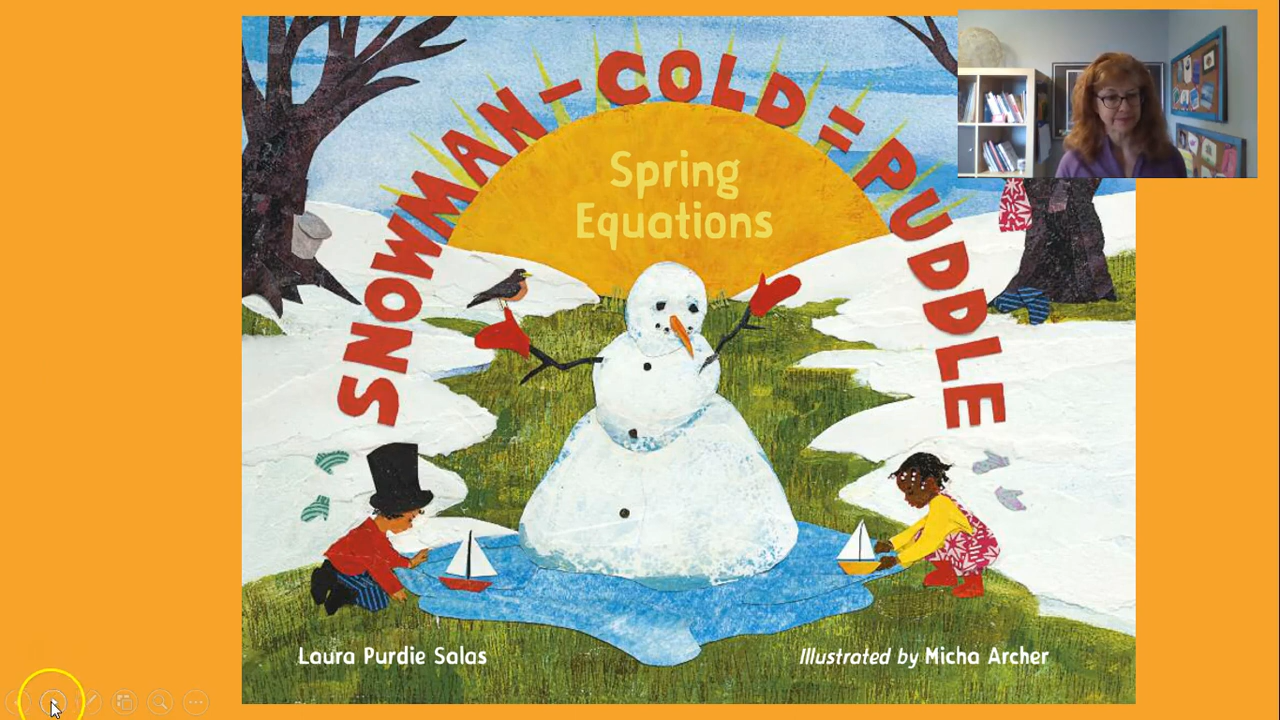 SNOWMAN – COLD = PUDDLE
Spring
Equations
Laura Purdie Salas
Illustrated by Micha Archer